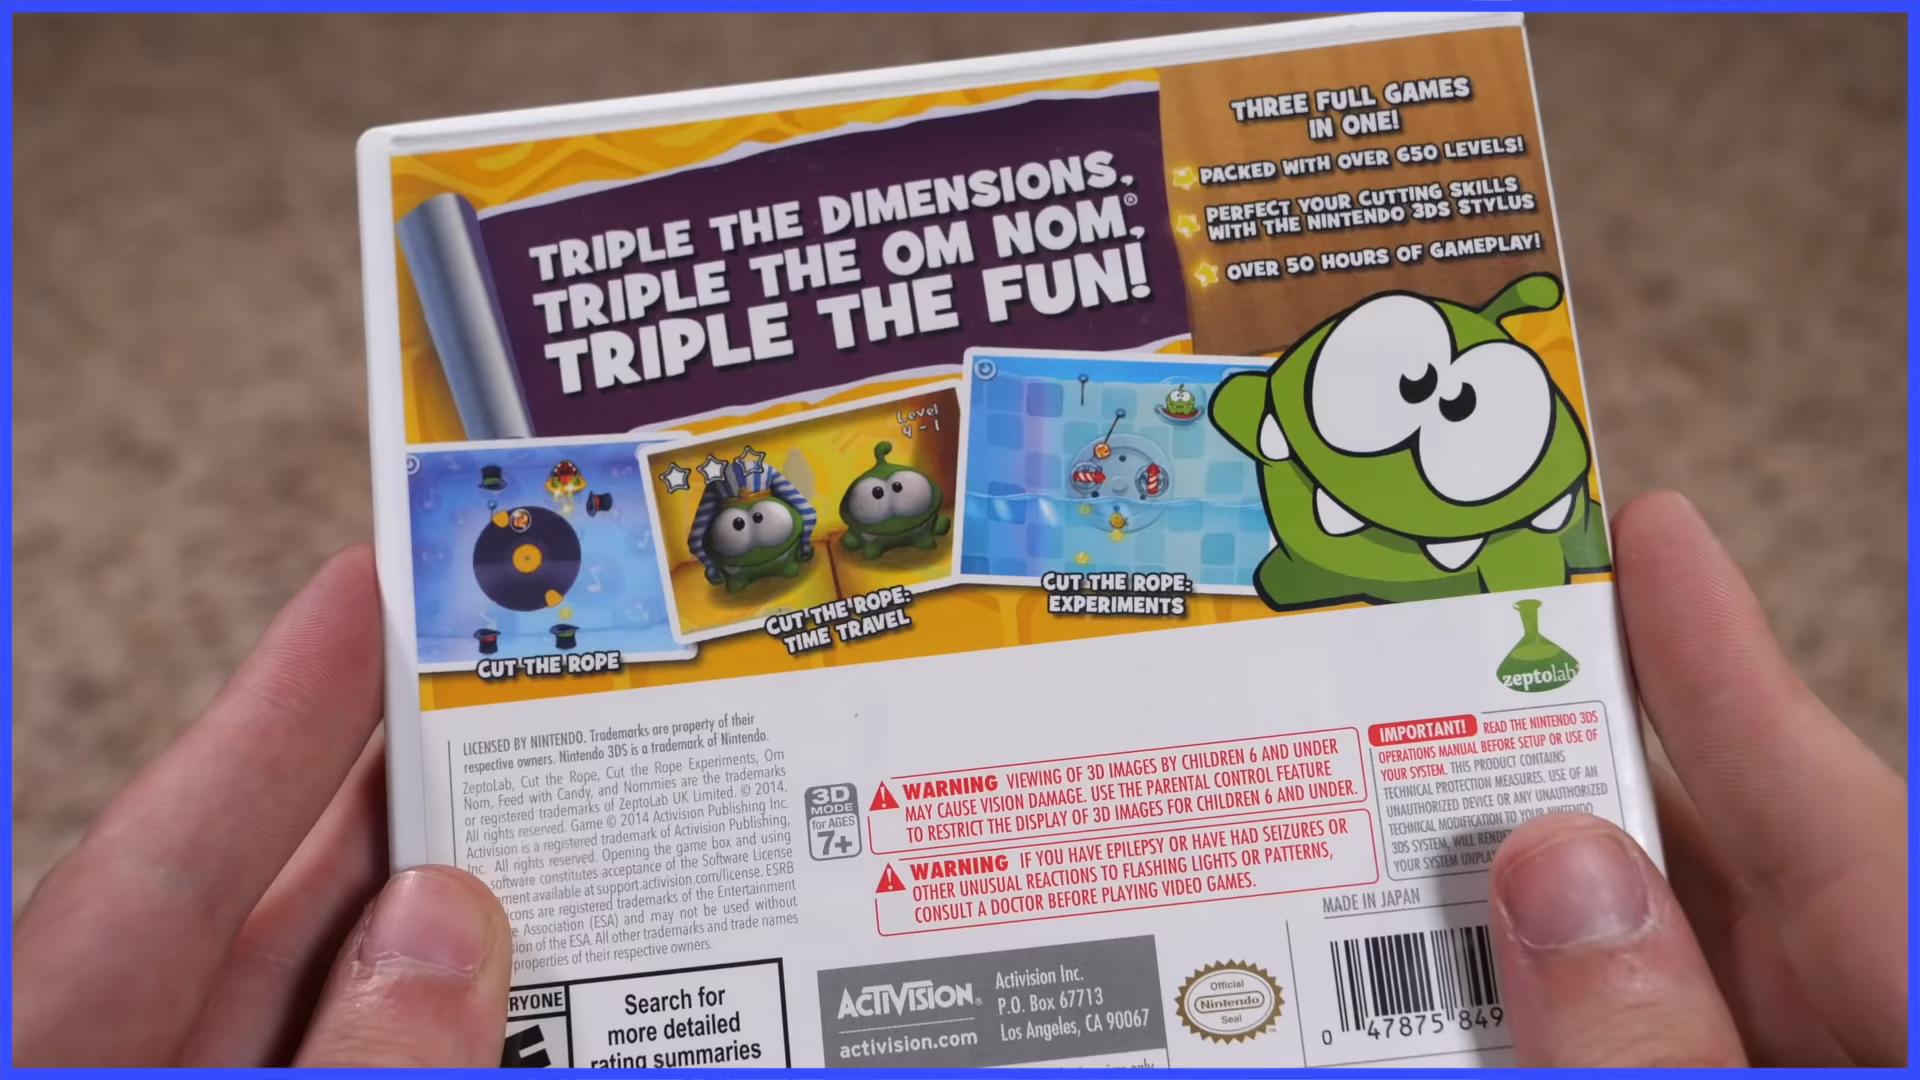 TRIPLE THE DIMENSIONS,
TRIPLE THE OM NOM®,
TRIPLE THE FUN!
THREE FULL GAMES
IN ONE!
PACKED WITH OVER 650 LEVELS!
PERFECT YOUR CUTTING SKILLS
WITH THE NINTENDO 3DS STYLUS
OVER 50 HOURS OF GAMEPLAY!
Level
4-1
CUT THE ROPE
CUT THE ROPE:
TIME TRAVEL
CUT THE ROPE:
EXPERIMENTS
zeptolab
LICENSED BY NINTENDO. Trademarks are property of their
respective owners. Nintendo 3DS is a trademark of Nintendo.
ZeptoLab, Cut the Rope, Cut the Rope Experiments, Om
Nom, Feed with Candy, and Nommies are the trademarks
or registered trademarks of ZeptoLab UK Limited. © 2014.
All rights reserved. Game © 2014 Activision Publishing Inc.
Activision is a registered trademark of Activision Publishing,
Inc. All rights reserved. Opening the game box and using
software constitutes acceptance of the Software License
ment available at support.activision.com/license. ESRB
icons are registered trademarks of the Entertainment
e Association (ESA) and may not be used without
sion of the ESA. All other trademarks and trade names
properties of their respective owners.
3D
MODE
for AGES
7+
WARNING VIEWING OF 3D IMAGES BY CHILDREN 6 AND UNDER
MAY CAUSE VISION DAMAGE. USE THE PARENTAL CONTROL FEATURE
TO RESTRICT THE DISPLAY OF 3D IMAGES FOR CHILDREN 6 AND UNDER.
WARNING IF YOU HAVE EPILEPSY OR HAVE HAD SEIZURES OR
OTHER UNUSUAL REACTIONS TO FLASHING LIGHTS OR PATTERNS,
CONSULT A DOCTOR BEFORE PLAYING VIDEO GAMES.
IMPORTANT! READ THE NINTENDO 3DS
OPERATIONS MANUAL BEFORE SETUP OR USE OF
YOUR SYSTEM. THIS PRODUCT CONTAINS
TECHNICAL PROTECTION MEASURES. USE OF AN
UNAUTHORIZED DEVICE OR ANY UNAUTHORIZED
TECHNICAL MODIFICATION TO YOUR NINTENDO
3DS SYSTEM, WILL RENDE
YOUR SYSTEM UNPLA
MADE IN JAPAN
RYONE
Search for
more detailed
rating summaries
ACTIVISION®
activision.com
Activision Inc.
P.O. Box 67713
Los Angeles, CA 90067
Official
Nintendo
Seal
0 47875 849